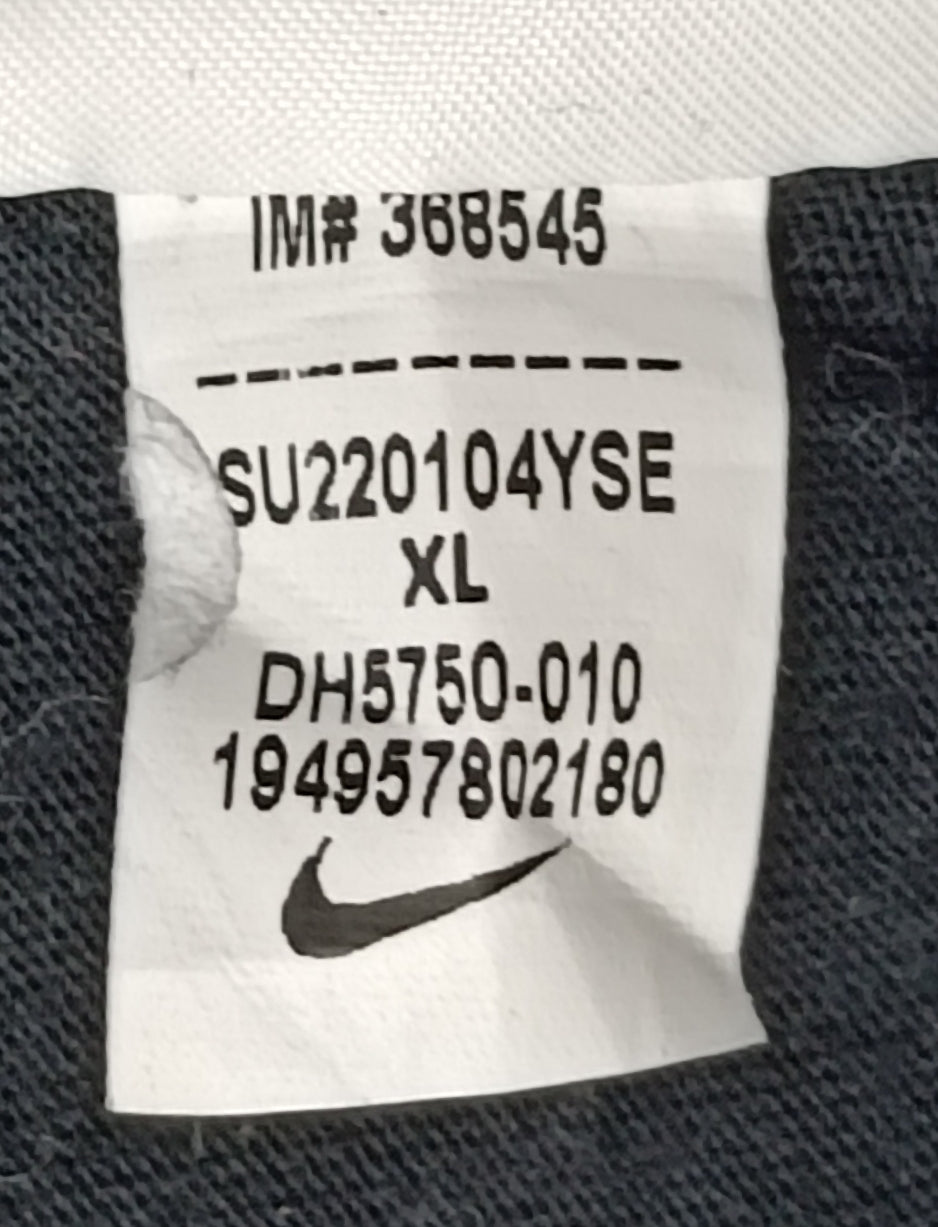 IM# 368545
---------
SU220104YSE
XL
DH5750-010
194957802180